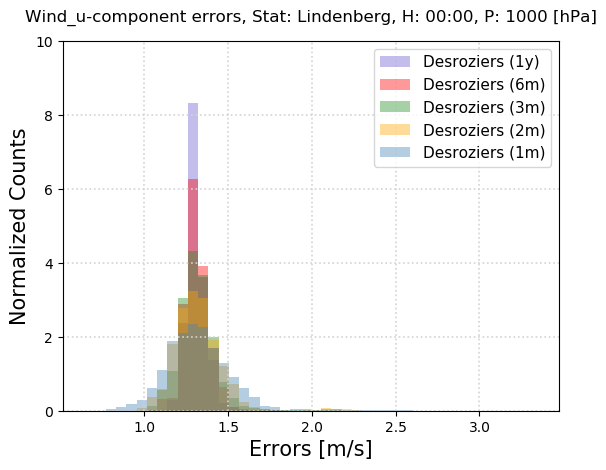 Wind_u-component errors, Stat: Lindenberg, H: 00:00, P: 1000 [hPa]
Desroziers (1y)
Desroziers (6m)
Desroziers (3m)
Desroziers (2m)
Desroziers (1m)
Normalized Counts
10
8
6
4
2
0
1.0 1.5 2.0 2.5 3.0
Errors [m/s]